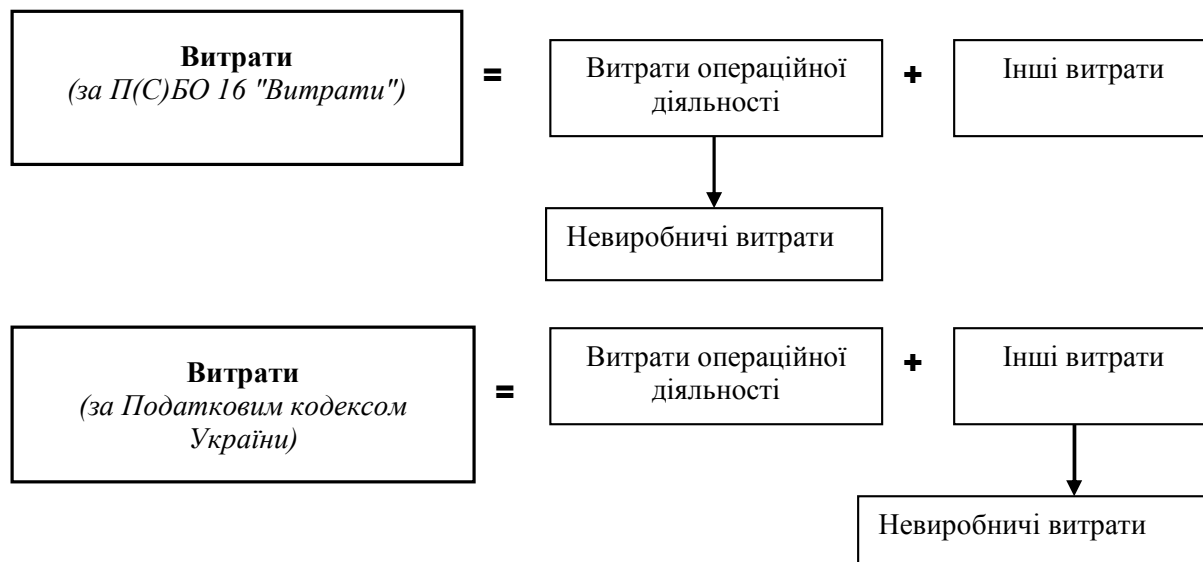 Витрати
(за П(С)БО 16 "Витрати")
=
Витрати операційної
діяльності
+
Інші витрати
Невиробничі витрати
Витрати
(за Податковим кодексом
України)
=
Витрати операційної
діяльності
+
Інші витрати
Невиробничі витрати